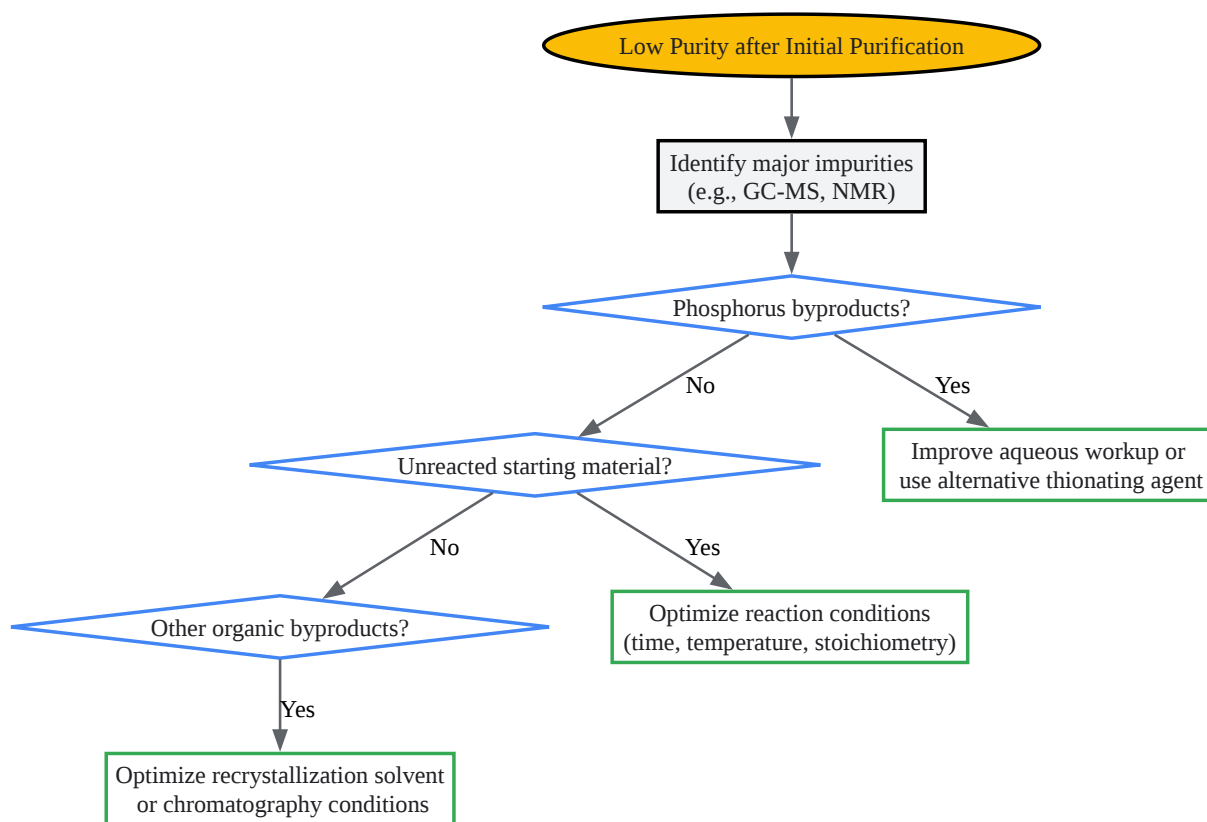 Low Purity after Initial Purification
Identify major impurities
(e.g., GC-MS, NMR)
Phosphorus byproducts?
No
Yes
Unreacted starting material?
Improve aqueous workup or
use alternative thionating agent
No
Yes
Other organic byproducts?
Optimize reaction conditions
(time, temperature, stoichiometry)
Yes
Optimize recrystallization solvent
or chromatography conditions